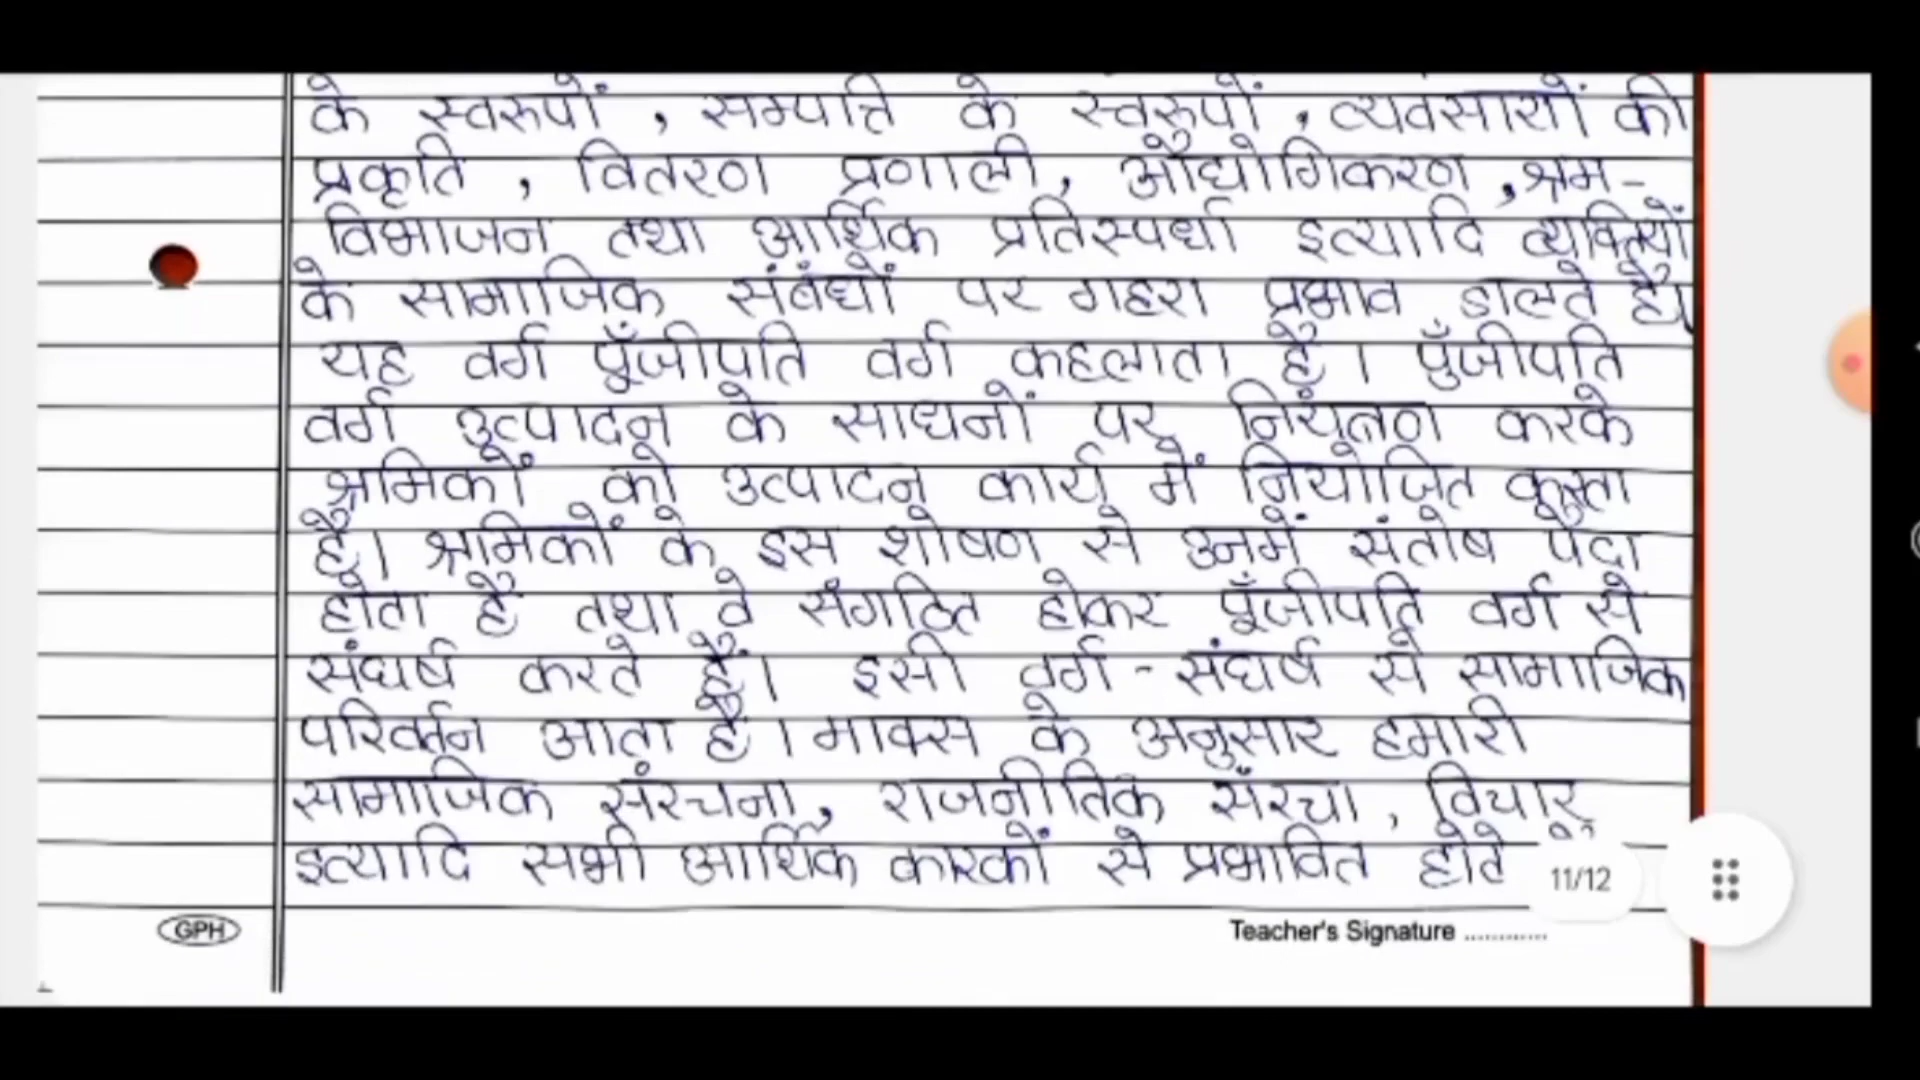 के स्वरूपों, सम्पत्ति के स्वरूपों, व्यवसायों की
प्रकृति, वितरण प्रणाली, औद्योगिकरण, श्रम-
विभाजन तथा आर्थिक प्रतिस्पर्धा इत्यादि व्यक्तियों
के सामाजिक संबंधों पर गहरा प्रभाव डालते है।
यह वर्ग पूँजीपति वर्ग कहलाता है। पुँजीपति
वर्ग उत्पादन के साधनों पर नियंत्रण करके
श्रमिकों को उत्पादन कार्य में नियोजित करता
है। श्रमिकों के इस शोषण से उनमें संतोष पैदा
होता है तथा वे संगठित होकर पूँजीपति वर्ग से
संघर्ष करते हैं। इसी वर्ग-संघर्ष से सामाजिक
परिवर्तन आता है। माक्स के अनुसार हमारी
सामाजिक संरचना, राजनीतिक संरचा, विचार
इत्यादि सभी आर्थिक कारकों से प्रभावित होते
11/12
GPH
Teacher's Signature ............